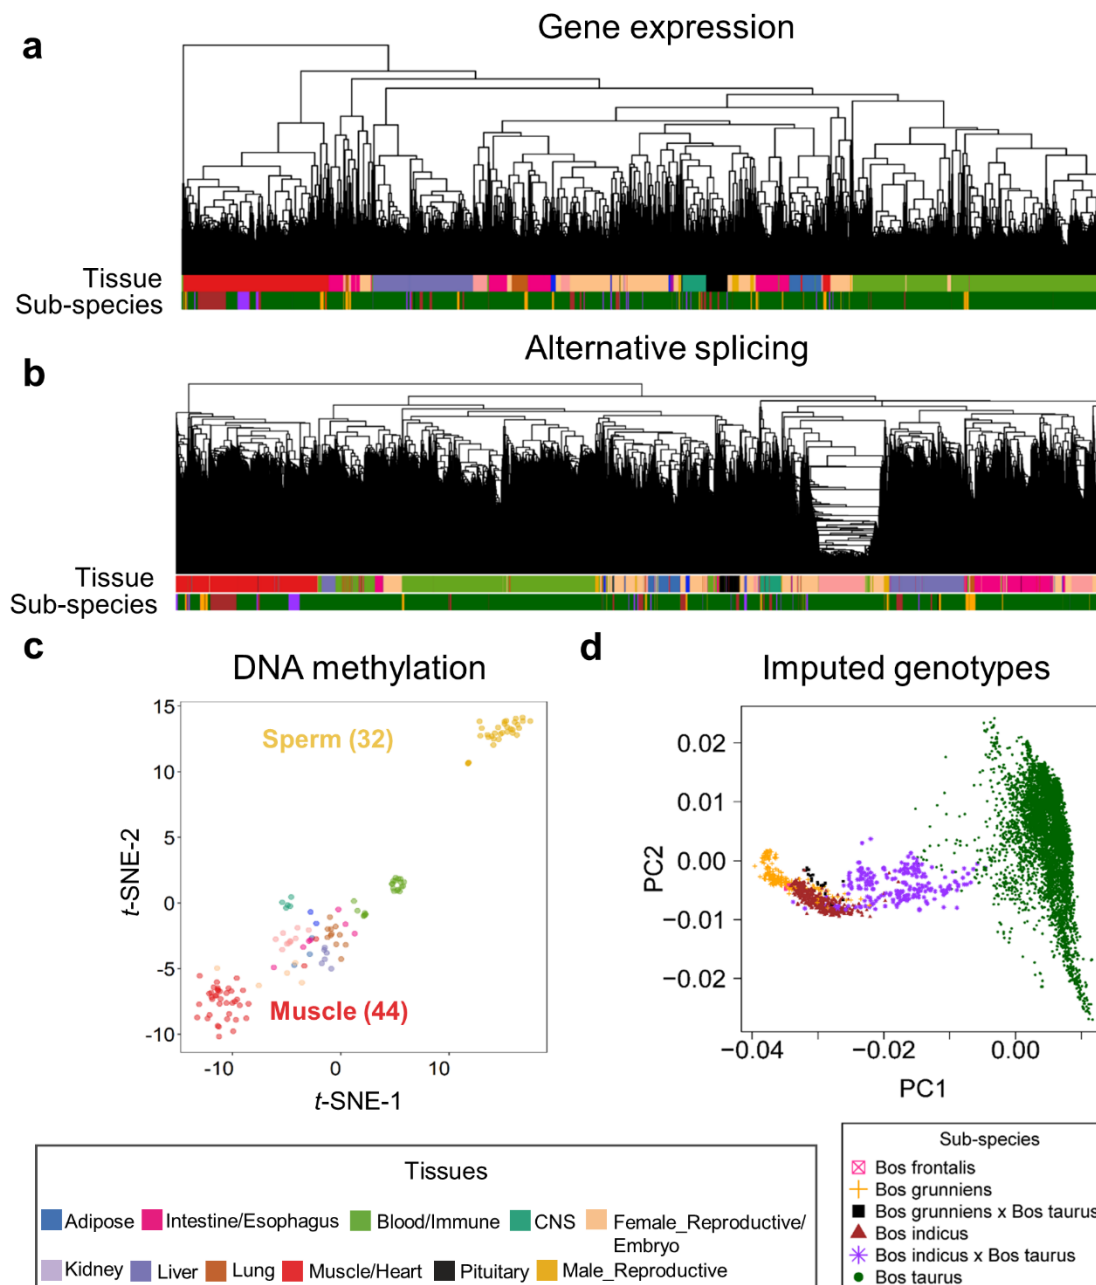 a
Gene expression
Tissue
Sub-species
b
Alternative splicing
Tissue
Sub-species
c
DNA methylation
15
10
5
0
-5
-10
t-SNE-2
Sperm (32)
Muscle (44)
-10
0
10
t-SNE-1
d
Imputed genotypes
0.02
0.01
0.00
−0.01
−0.02
PC2
−0.04
−0.02
0.00
PC1
Tissues
Adipose
Intestine/Esophagus
Blood/Immune
CNS
Female_Reproductive/
Embryo
Kidney
Liver
Lung
Muscle/Heart
Pituitary
Male_Reproductive
Sub-species
Bos frontalis
Bos grunniens
Bos grunniens x Bos taurus
Bos indicus
Bos indicus x Bos taurus
Bos taurus